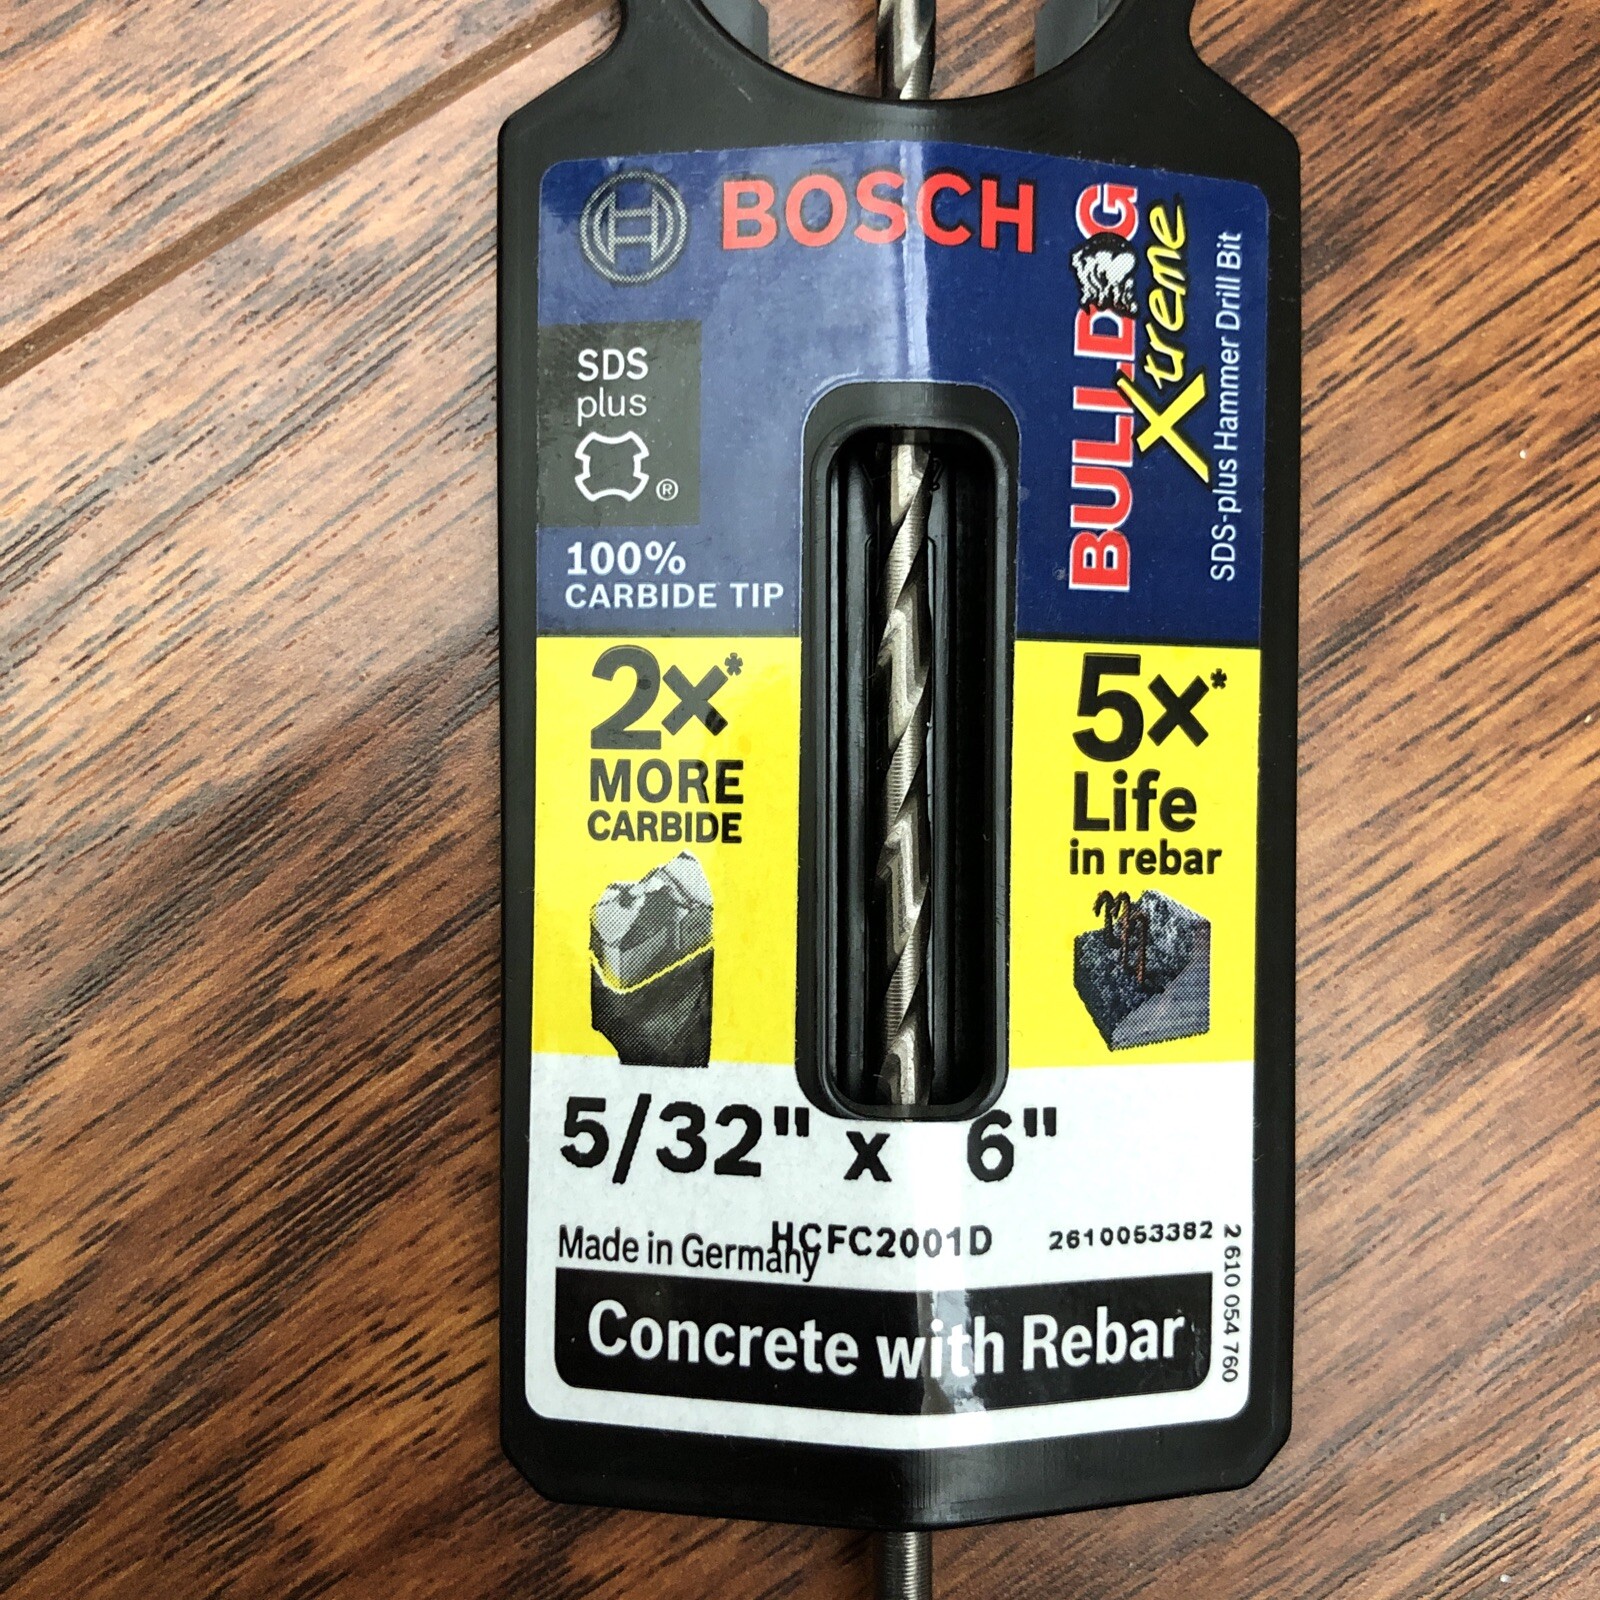 BOSCH
BULLDOG
Xtreme
SDS-plus Hammer Drill Bit
SDS
plus
®
100%
CARBIDE TIP
2x*
MORE
CARBIDE
5x*
Life
in rebar
5/32" x 6"
Made in Germany
HCFC2001D
2610053382
2 610 054 760
Concrete with Rebar